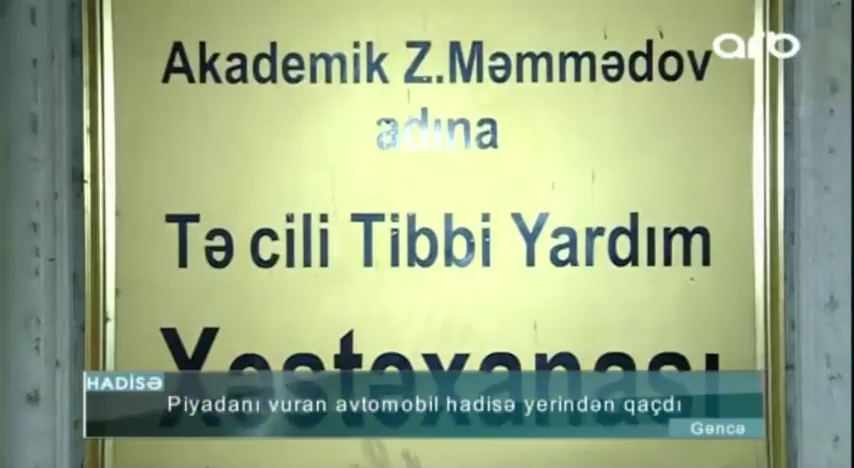 arb
Akademik Z.Məmmədov
adına
Təcili Tibbi Yardım
Xəstəxanası
HADİSƏ
Piyadanı vuran avtomobil hadisə yerindən qaçdı
Gəncə